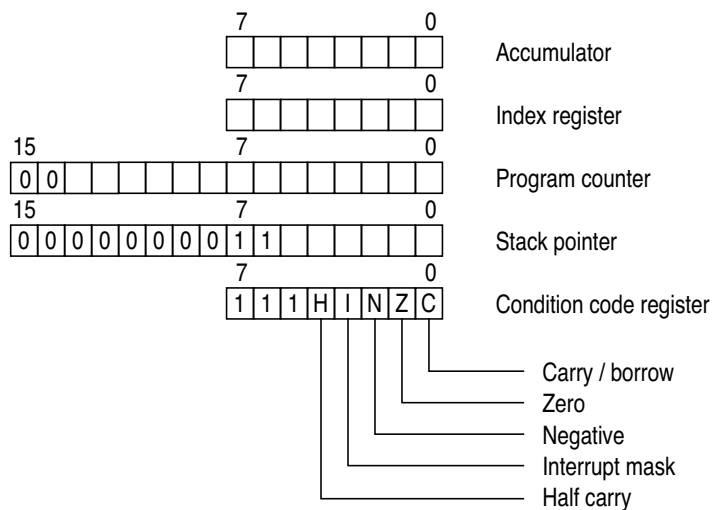 7 0
Accumulator
7 0
Index register
15 7 0
0 0 Program counter
15 7 0
0 0 0 0 0 0 0 0 1 1 Stack pointer
7 0
1 1 1 H I N Z C Condition code register
Carry / borrow
Zero
Negative
Interrupt mask
Half carry